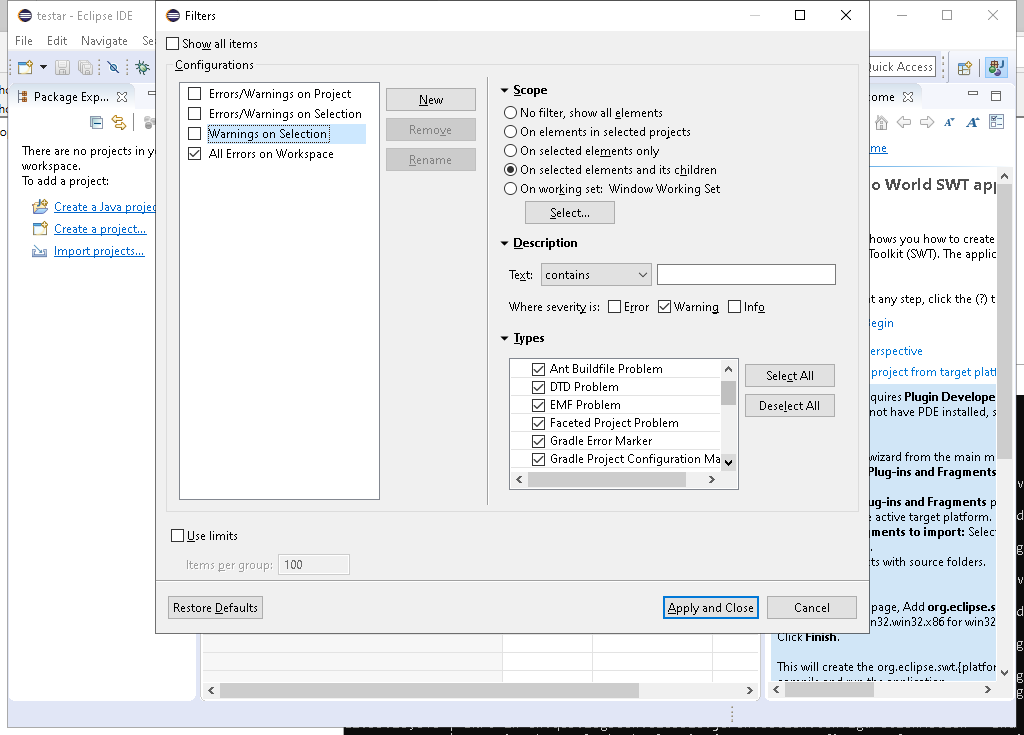 testar - Eclipse IDE
File Edit Navigate
Package Exp...
There are no projects in
workspace.
To add a project:
Create a Java
Create a project...
Import projects...
Filters
Show all items
Configurations
Errors/Warnings on Project
Errors/Warnings on Selection
Warnings on Selection
All Errors on Workspace
New
Remove
Rename
Scope
No filter, show all elements
On elements in selected projects
On selected elements only
On selected elements and its children
On working set: Window Working Set
Select...
Description
Text: contains
Where severity is: Error Warning Info
Types
Ant Buildfile Problem
DTD Problem
EMF Problem
Faceted Project Problem
Gradle Error Marker
Gradle Project Configuration Ma
Select All
Deselect All
Use limits
Items per group: 100
Restore Defaults
Apply and Close
Cancel
Quick Access
ome
me
o World SWT app
hows you how to create
Toolkit (SWT). The applic
t any step, click the (?) t
Begin
erspective
project from target platf
quires Plugin Develope
not have PDE installed, s
wizard from the main m
Plug-ins and Fragments
ug-ins and Fragments p
e active target platform.
gments to import: Selec
ts with source folders.
page, Add org.eclipse.s
n32.win32.x86 for win32
Click Finish.
This will create the org.eclipse.swt.{platfor
compile and run the application